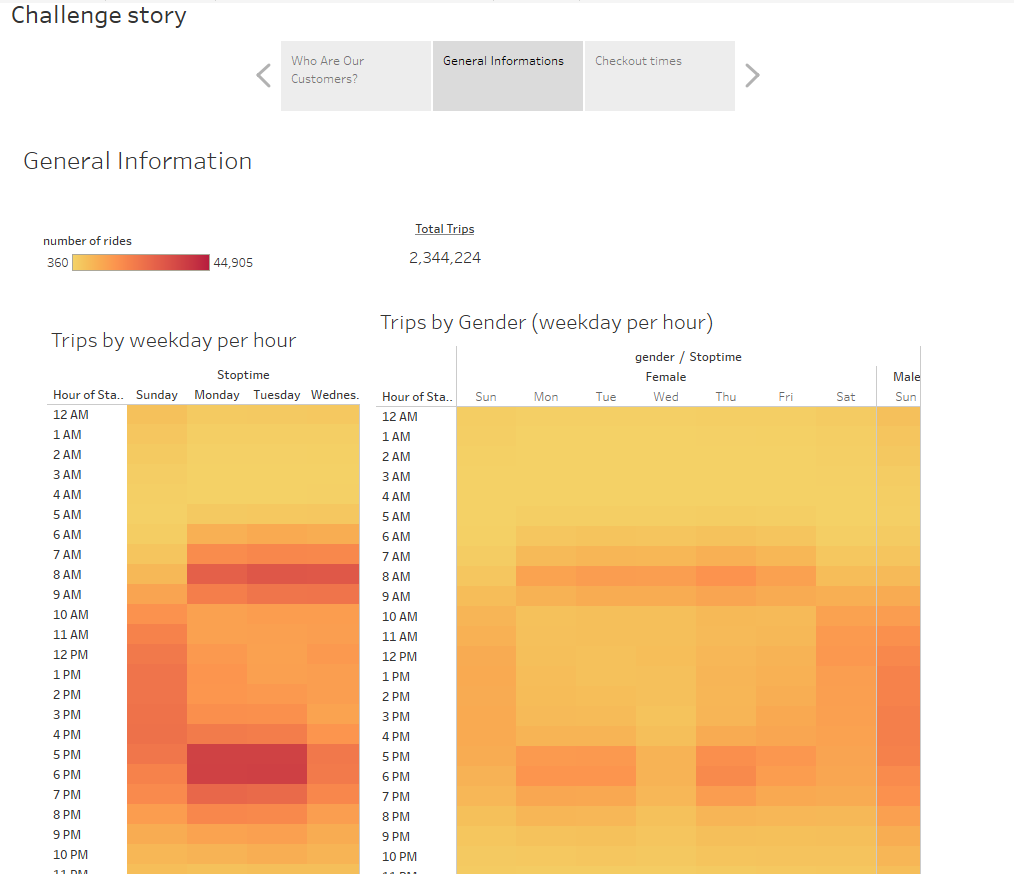 Challenge story
Who Are Our
Customers?
General Informations
Checkout times
General Information
number of rides
360
44,905
Total Trips
2,344,224
Trips by weekday per hour
Stoptime
Hour of Sta.. Sunday Monday Tuesday Wednes.
12 AM
1 AM
2 AM
3 AM
4 AM
5 AM
6 AM
7 AM
8 AM
9 AM
10 AM
11 AM
12 PM
1 PM
2 PM
3 PM
4 PM
5 PM
6 PM
7 PM
8 PM
9 PM
10 PM
11 PM
Trips by Gender (weekday per hour)
gender / Stoptime
Female Male
Hour of Sta.. Sun Mon Tue Wed Thu Fri Sat Sun
12 AM
1 AM
2 AM
3 AM
4 AM
5 AM
6 AM
7 AM
8 AM
9 AM
10 AM
11 AM
12 PM
1 PM
2 PM
3 PM
4 PM
5 PM
6 PM
7 PM
8 PM
9 PM
10 PM